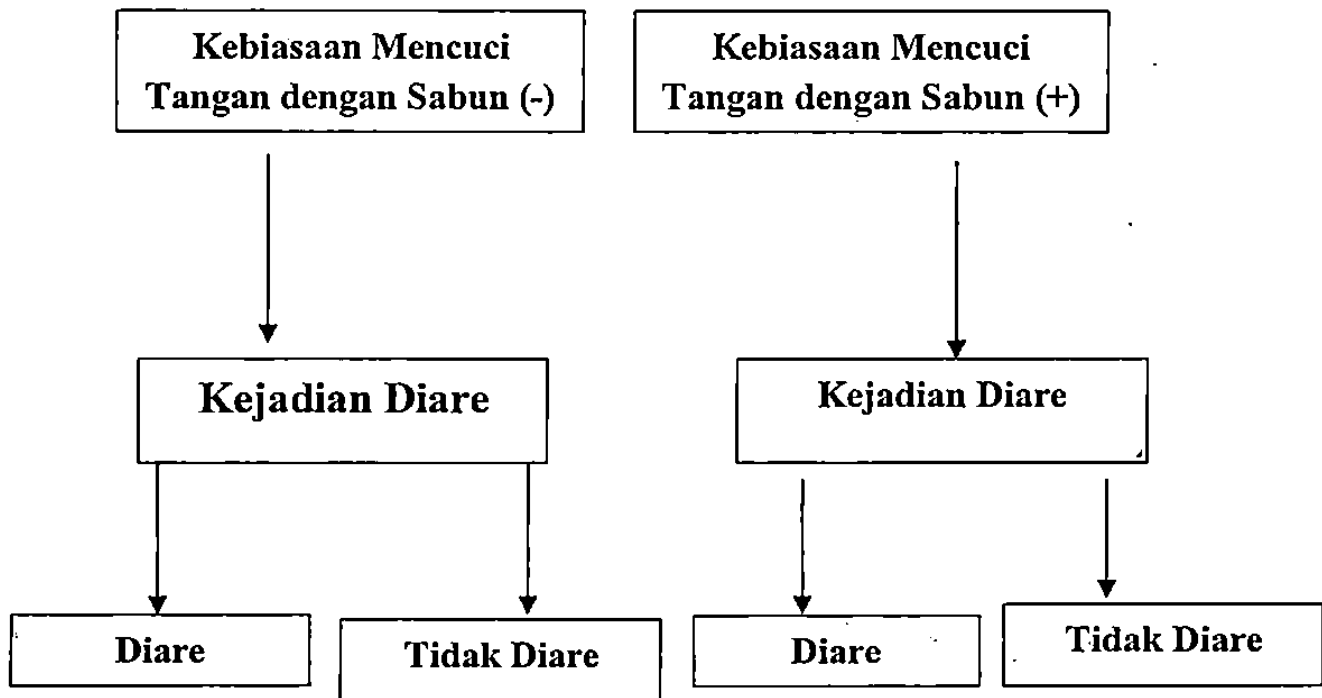 Kebiasaan Mencuci
Tangan dengan Sabun (-)
Kebiasaan Mencuci
Tangan dengan Sabun (+)
Kejadian Diare
Kejadian Diare
Diare
Tidak Diare
Diare
Tidak Diare